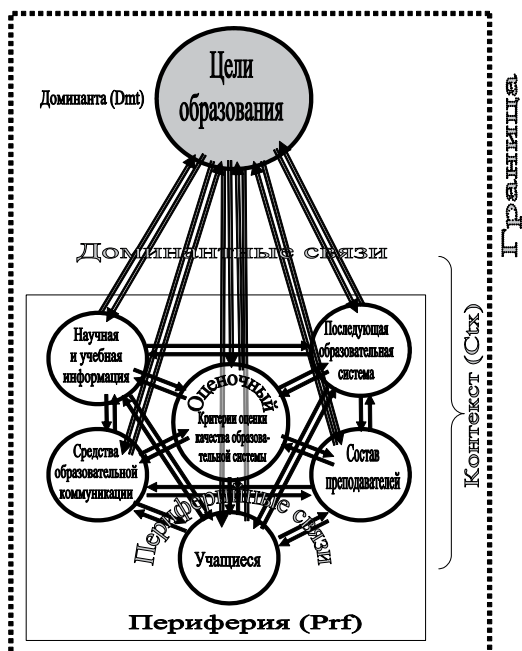 Цели
образования
Доминанта (Dmt)
Граница
Доминантные связи
Научная
и учебная
информация
Последующая
образовательная
система
Оценочный
Критерии оценки
качества образова-
тельной системы
Средства
образовательной
коммуникации
Состав
преподавателей
Контекст (Ctx)
Периферийные связи
Учащиеся
Периферия (Prf)